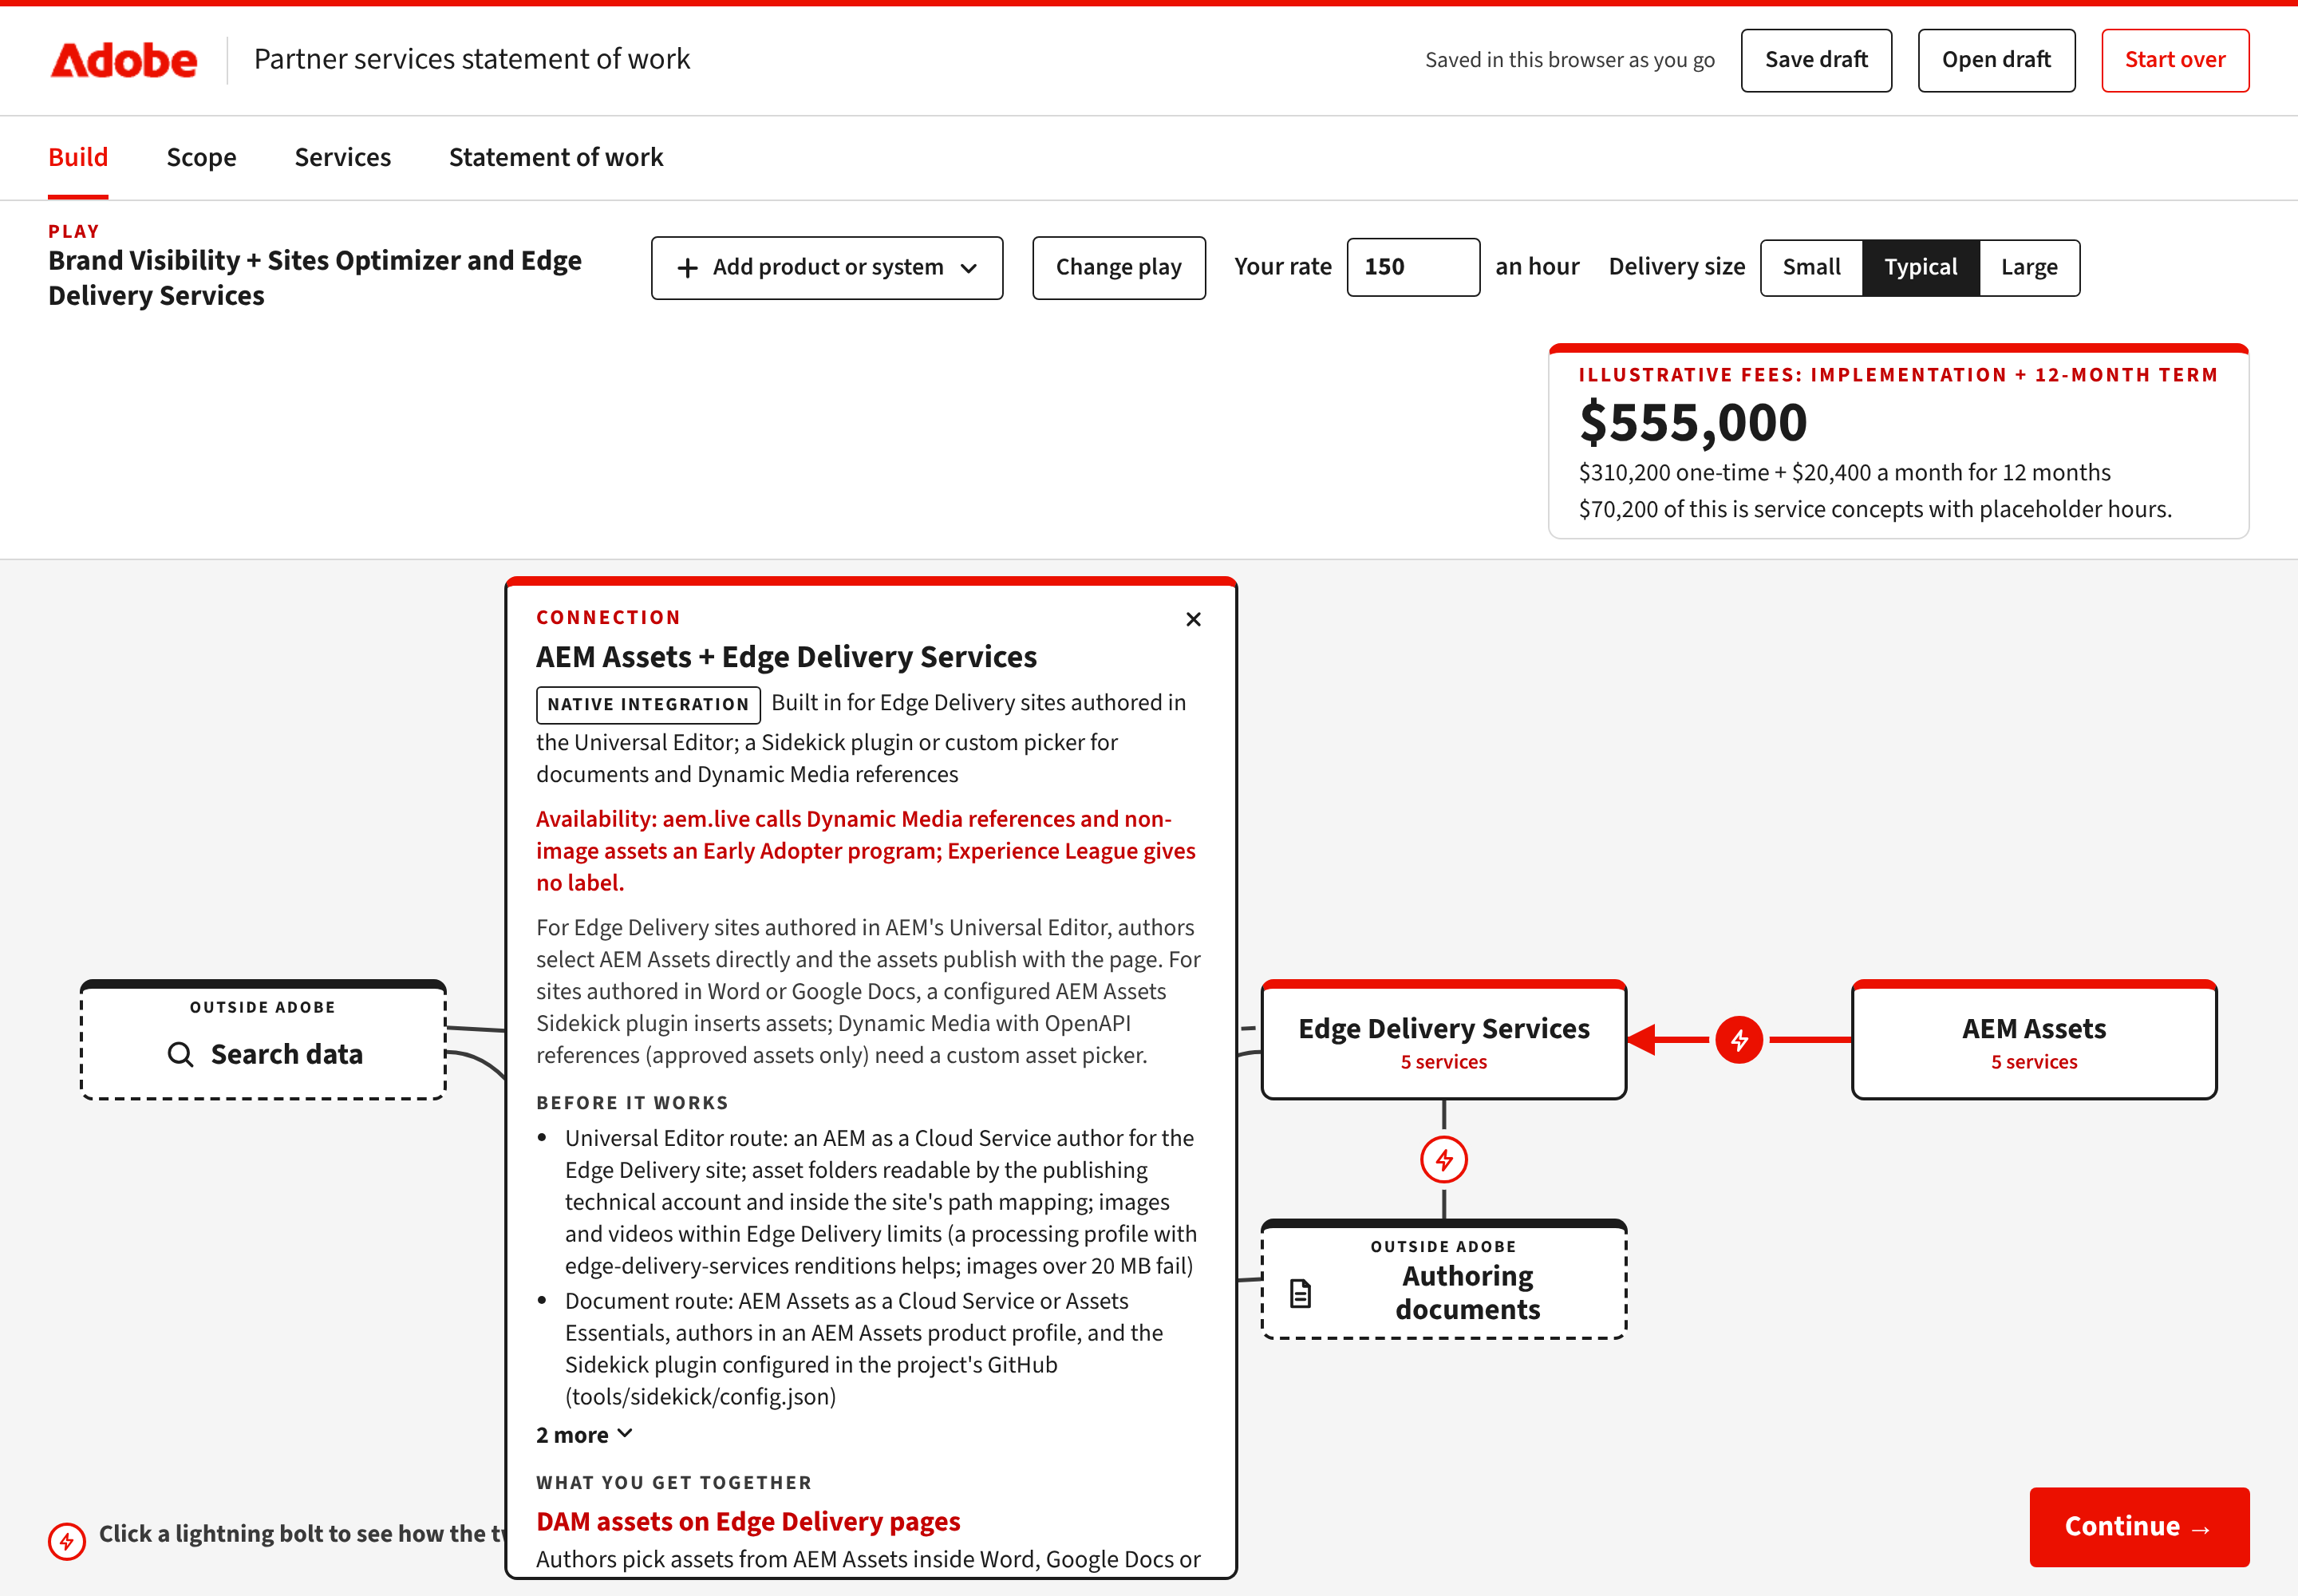 Adobe
Partner services statement of work
Saved in this browser as you go
Save draft
Open draft
Start over
Build
Scope
Services
Statement of work
PLAY
Brand Visibility + Sites Optimizer and Edge
Delivery Services
+ Add product or system
Change play
Your rate
150
an hour
Delivery size
Small
Typical
Large
ILLUSTRATIVE FEES: IMPLEMENTATION + 12-MONTH TERM
$555,000
$310,200 one-time + $20,400 a month for 12 months
$70,200 of this is service concepts with placeholder hours.
CONNECTION
AEM Assets + Edge Delivery Services
NATIVE INTEGRATION Built in for Edge Delivery sites authored in
the Universal Editor; a Sidekick plugin or custom picker for
documents and Dynamic Media references
Availability: aem.live calls Dynamic Media references and non-
image assets an Early Adopter program; Experience League gives
no label.
For Edge Delivery sites authored in AEM's Universal Editor, authors
select AEM Assets directly and the assets publish with the page. For
sites authored in Word or Google Docs, a configured AEM Assets
Sidekick plugin inserts assets; Dynamic Media with OpenAPI
references (approved assets only) need a custom asset picker.
BEFORE IT WORKS
• Universal Editor route: an AEM as a Cloud Service author for the
Edge Delivery site; asset folders readable by the publishing
technical account and inside the site's path mapping; images
and videos within Edge Delivery limits (a processing profile with
edge-delivery-services renditions helps; images over 20 MB fail)
• Document route: AEM Assets as a Cloud Service or Assets
Essentials, authors in an AEM Assets product profile, and the
Sidekick plugin configured in the project's GitHub
(tools/sidekick/config.json)
2 more
WHAT YOU GET TOGETHER
DAM assets on Edge Delivery pages
Authors pick assets from AEM Assets inside Word, Google Docs or
OUTSIDE ADOBE
Search data
Edge Delivery Services
5 services
AEM Assets
5 services
OUTSIDE ADOBE
Authoring
documents
Click a lightning bolt to see how the
Continue →